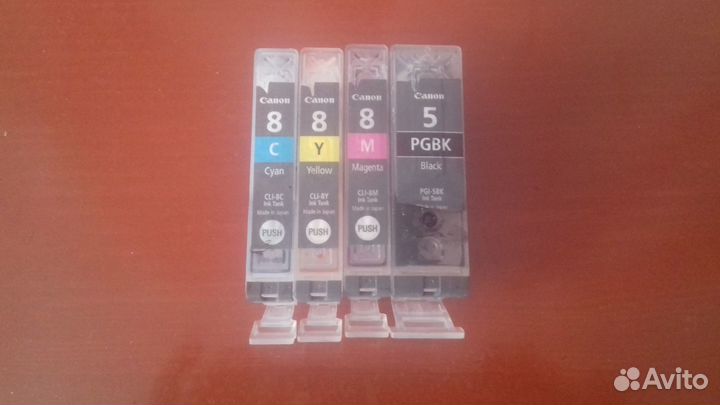 Canon
8
C
Cyan
CLI-8C
Ink Tank
Made in Japan
PUSH
Canon
8
Y
Yellow
CLI-8Y
Ink Tank
Made in Japan
PUSH
Canon
8
M
Magenta
CLI-8M
Ink Tank
Made in Japan
PUSH
Canon
5
PGBK
Black
PGI-5BK
Ink Tank
Made in Japan
Avito